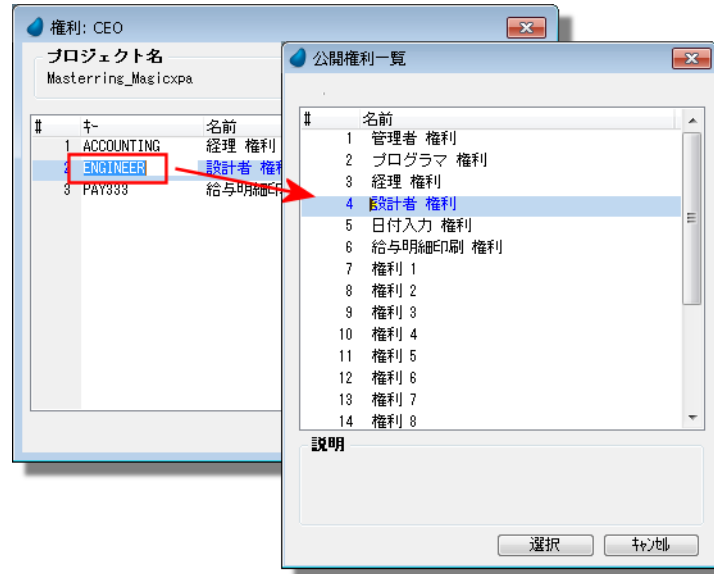 権利: CEO
プロジェクト名
Masterring_Magicxpa
# キー 名前
1 ACCOUNTING 経理 権利
2 ENGINEER 設計者 権利
3 PAY333 給与明細印
公開権利一覧
# 名前
1 管理者 権利
2 プログラマ 権利
3 経理 権利
4 設計者 権利
5 日付入力 権利
6 給与明細印刷 権利
7 権利 1
8 権利 2
9 権利 3
10 権利 4
11 権利 5
12 権利 6
13 権利 7
14 権利 8
説明
選択 キャンセル